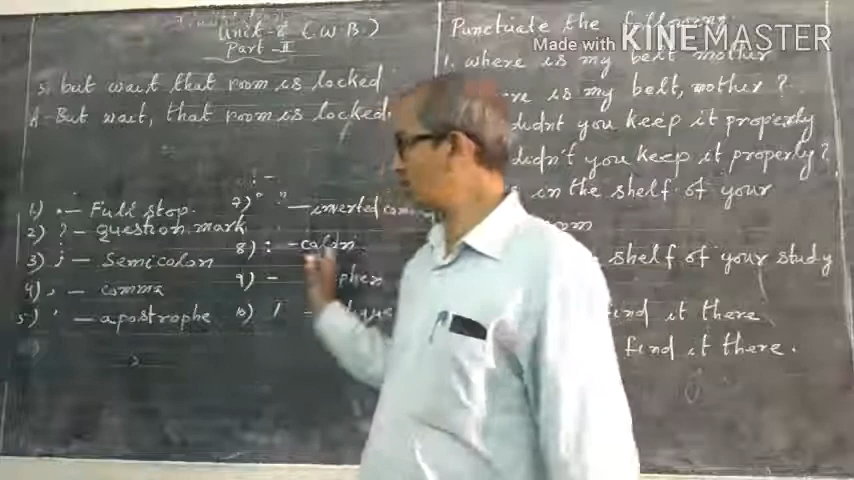 Unit-8 (W.B.)
Part-II
5. but wait that room is locked
A- But wait, that room is locked.
1) . — Full stop.
2) ? — question mark
3) ; — Semicolon
4) , — comma
5) ' — apostrophe
7) " " — inverted
8) : - colon
9) -
10) /
Punctuate the following:
1. where is my belt mother
is my belt, mother ?
didn't you keep it properly
didn't you keep it properly?
in the shelf of your
shelf of your study
find it there
find it there.
Made with KINEMASTER